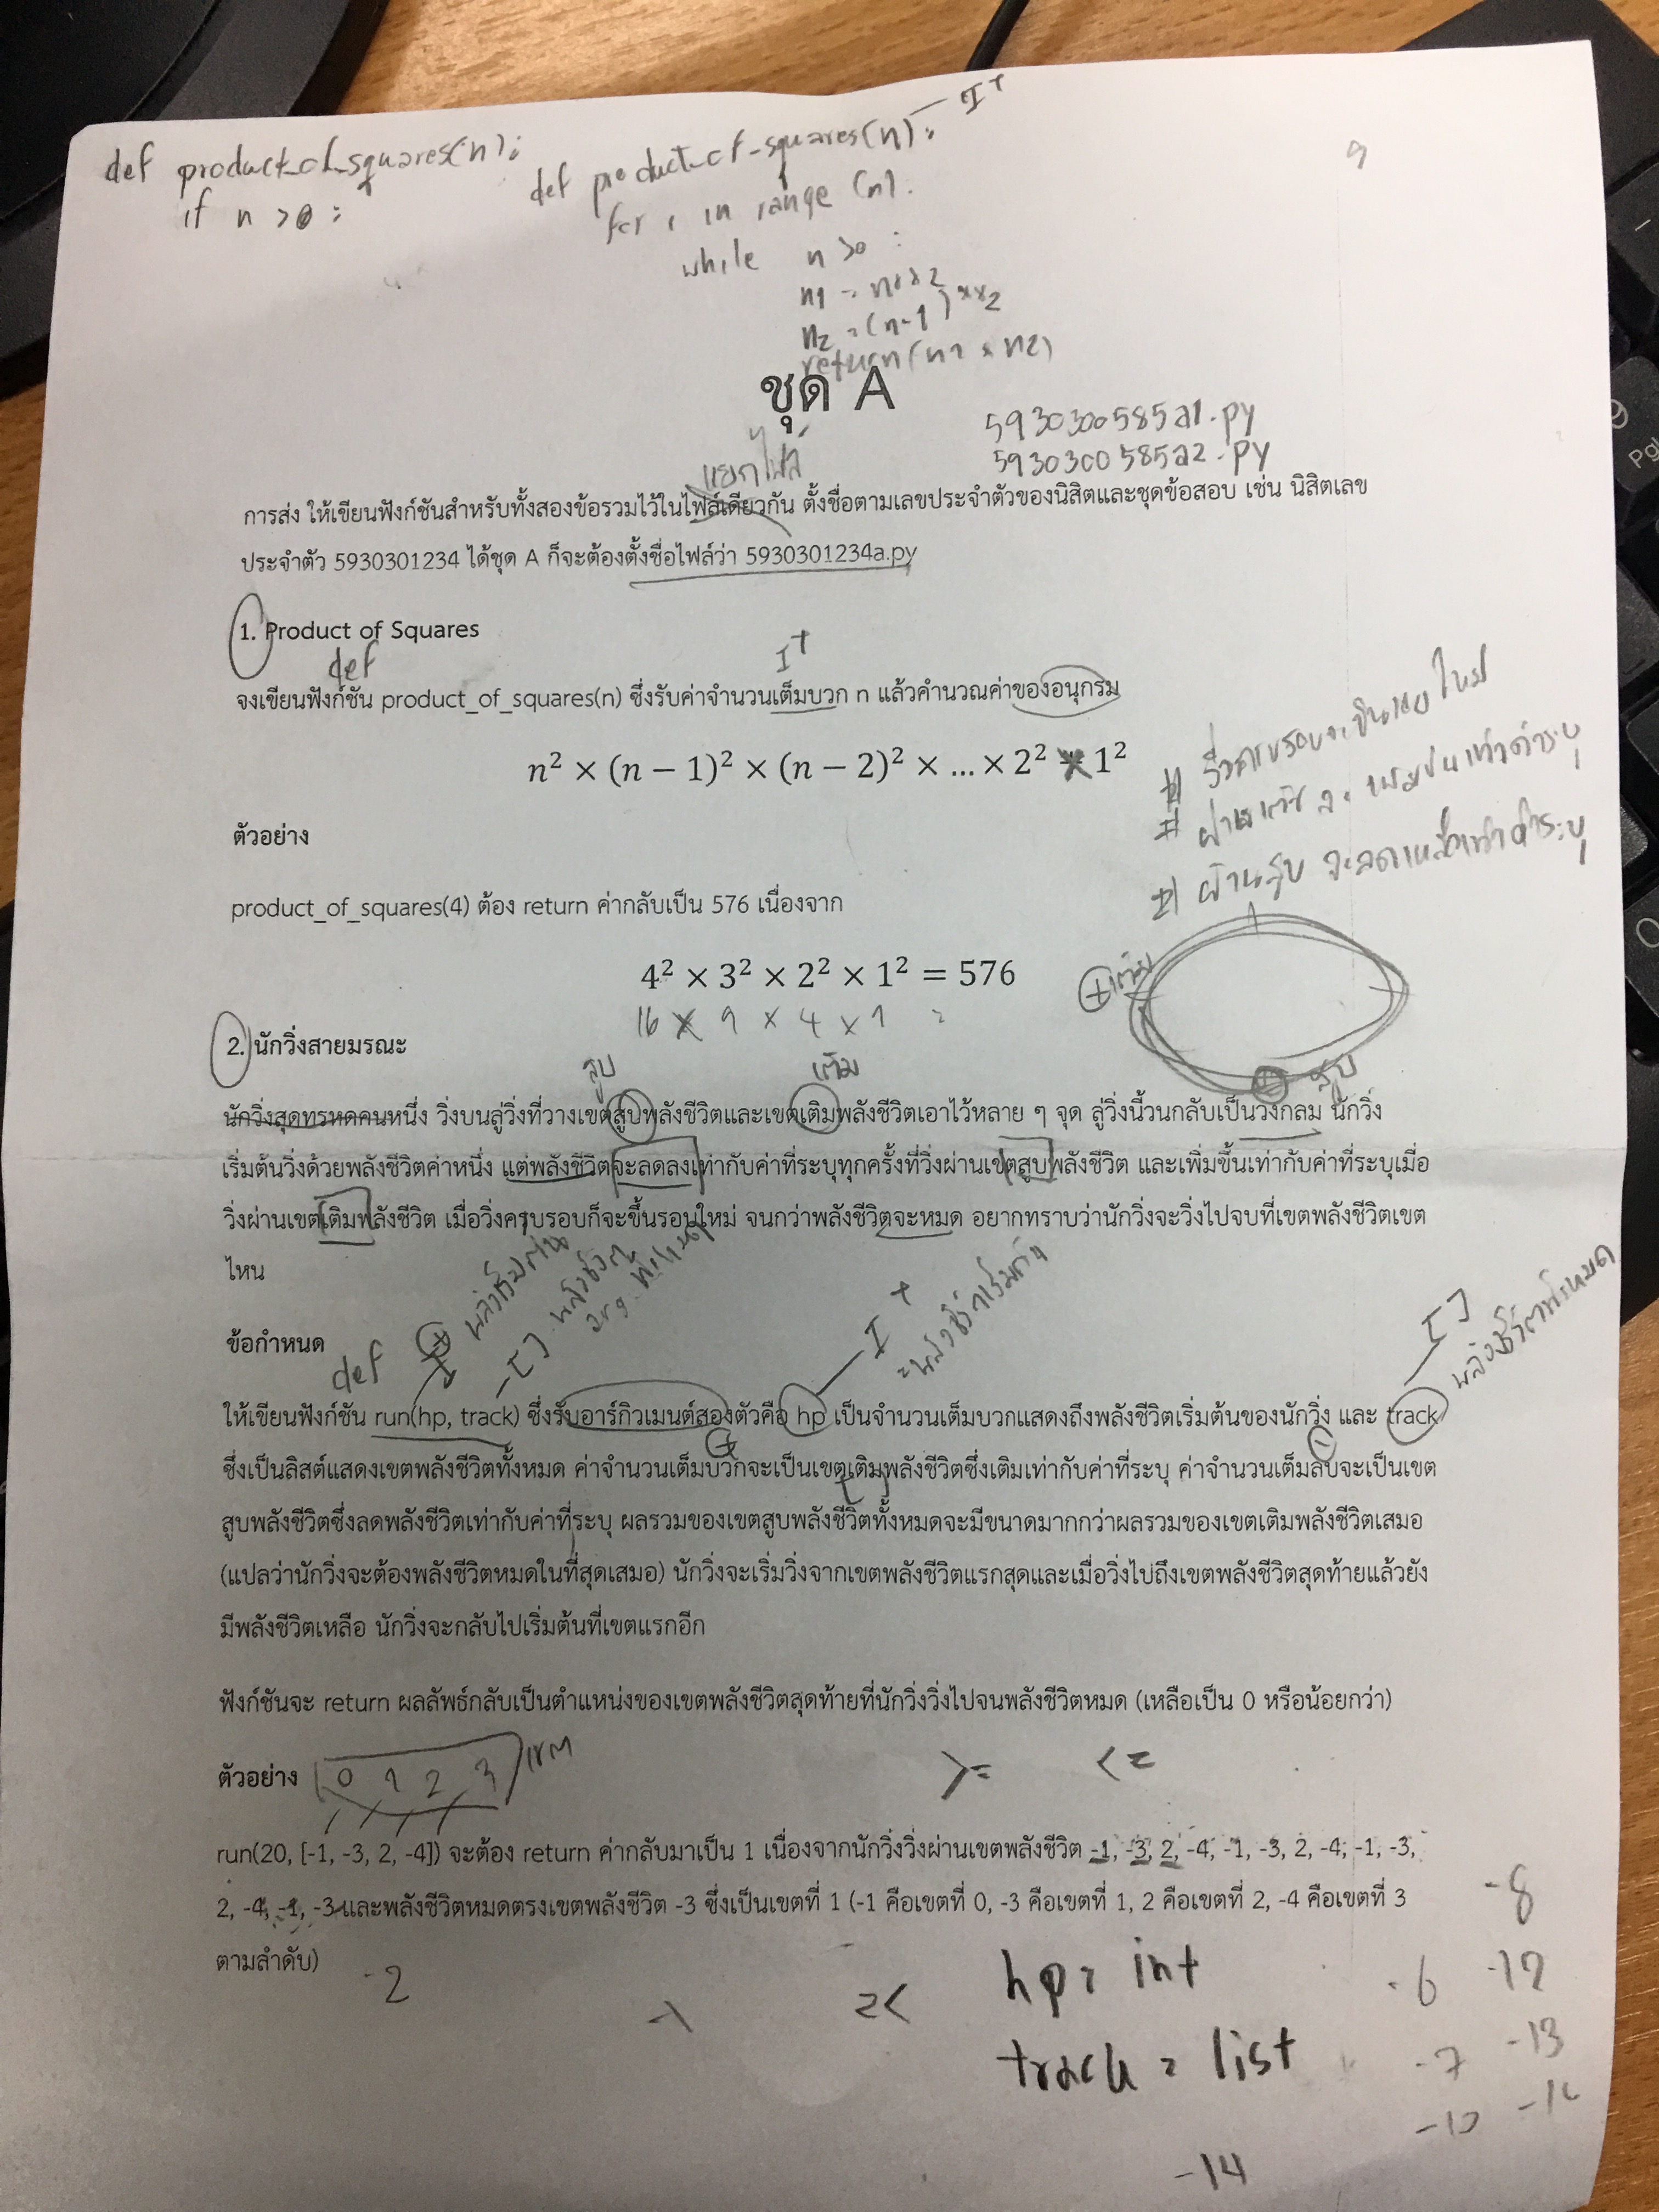 def product_of_squares(n):
if n > 0 :
def product_of_squares(n): I+
for i in range (n):
while n > 0 :
n1 = n**2
n2 = (n-1)**2
return(n1 * n2)
9
ชุด A
5930300585a1.py
5930300585a2.py
แยกไฟล์
การส่ง ให้เขียนฟังก์ชันสำหรับทั้งสองข้อรวมไว้ในไฟล์เดียวกัน ตั้งชื่อตามเลขประจำตัวของนิสิตและชุดข้อสอบ เช่น นิสิตเลข
ประจำตัว 5930301234 ได้ชุด A ก็จะต้องตั้งชื่อไฟล์ว่า 5930301234a.py
1. Product of Squares
def
I+
จงเขียนฟังก์ชัน product_of_squares(n) ซึ่งรับค่าจำนวนเต็มบวก n แล้วคำนวณค่าของอนุกรม
n² × (n − 1)² × (n − 2)² × … × 2² × 1²
# วิ่งครบรอบจะขึ้นรอบใหม่
# ผ่านเติม จะเพิ่มขึ้นเท่าค่าระบุ
# ผ่านสูบ จะลดเหลือเท่าค่าระบุ
ตัวอย่าง
product_of_squares(4) ต้อง return ค่ากลับเป็น 576 เนื่องจาก
4² × 3² × 2² × 1² = 576
16 × 9 × 4 × 1 =
+ เติม
- สูบ
2. นักวิ่งสายมรณะ
สูบ
เติม
นักวิ่งสุดทรหดคนหนึ่ง วิ่งบนลู่วิ่งที่วางเขตสูบพลังชีวิตและเขตเติมพลังชีวิตเอาไว้หลาย ๆ จุด ลู่วิ่งนี้วนกลับเป็นวงกลม นักวิ่ง
เริ่มต้นวิ่งด้วยพลังชีวิตค่าหนึ่ง แต่พลังชีวิตจะลดลงเท่ากับค่าที่ระบุทุกครั้งที่วิ่งผ่านเขตสูบพลังชีวิต และเพิ่มขึ้นเท่ากับค่าที่ระบุเมื่อ
วิ่งผ่านเขตเติมพลังชีวิต เมื่อวิ่งครบรอบก็จะขึ้นรอบใหม่ จนกว่าพลังชีวิตจะหมด อยากทราบว่านักวิ่งจะวิ่งไปจบที่เขตพลังชีวิตเขต
ไหน
ข้อกำหนด
def
I+
= พลังชีวิตเริ่มต้น
[ ]
พลังชีวิตทั้งหมด
ให้เขียนฟังก์ชัน run(hp, track) ซึ่งรับอาร์กิวเมนต์สองตัวคือ hp เป็นจำนวนเต็มบวกแสดงถึงพลังชีวิตเริ่มต้นของนักวิ่ง และ track
ซึ่งเป็นลิสต์แสดงเขตพลังชีวิตทั้งหมด ค่าจำนวนเต็มบวกจะเป็นเขตเติมพลังชีวิตซึ่งเติมเท่ากับค่าที่ระบุ ค่าจำนวนเต็มลบจะเป็นเขต
สูบพลังชีวิตซึ่งลดพลังชีวิตเท่ากับค่าที่ระบุ ผลรวมของเขตสูบพลังชีวิตทั้งหมดจะมีขนาดมากกว่าผลรวมของเขตเติมพลังชีวิตเสมอ
(แปลว่านักวิ่งจะต้องพลังชีวิตหมดในที่สุดเสมอ) นักวิ่งจะเริ่มวิ่งจากเขตพลังชีวิตแรกสุดและเมื่อวิ่งไปถึงเขตพลังชีวิตสุดท้ายแล้วยัง
มีพลังชีวิตเหลือ นักวิ่งจะกลับไปเริ่มต้นที่เขตแรกอีก
ฟังก์ชันจะ return ผลลัพธ์กลับเป็นตำแหน่งของเขตพลังชีวิตสุดท้ายที่นักวิ่งวิ่งไปจนพลังชีวิตหมด (เหลือเป็น 0 หรือน้อยกว่า)
>= <=
ตัวอย่าง
0 1 2 3 เขต
run(20, [-1, -3, 2, -4]) จะต้อง return ค่ากลับมาเป็น 1 เนื่องจากนักวิ่งวิ่งผ่านเขตพลังชีวิต -1, -3, 2, -4, -1, -3, 2, -4, -1, -3,
2, -4, -1, -3 และพลังชีวิตหมดตรงเขตพลังชีวิต -3 ซึ่งเป็นเขตที่ 1 (-1 คือเขตที่ 0, -3 คือเขตที่ 1, 2 คือเขตที่ 2, -4 คือเขตที่ 3
ตามลำดับ)
-2
=<
hp = int
track = list
-8
-6 -12
-7 -13
-10
-14